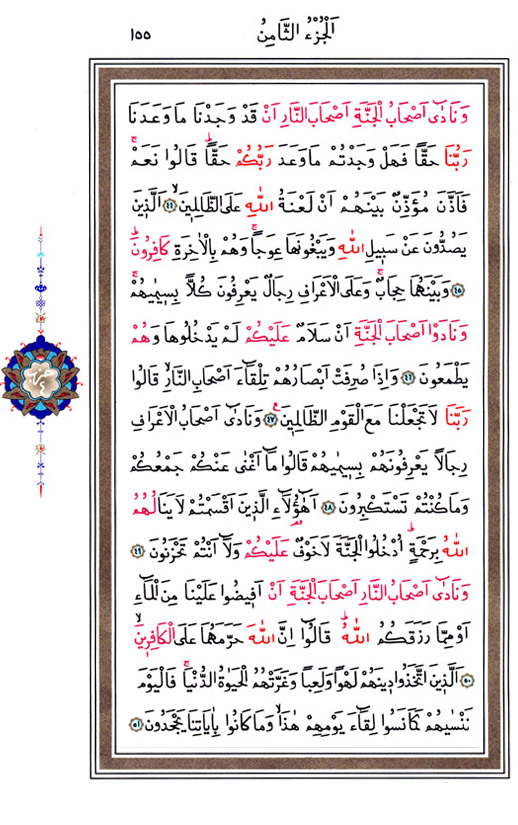 اَلْجُزْءُ الثَّامِنُ
١٥٥
وَنَادٰٓى اَصْحَابُ الْجَنَّةِ اَصْحَابَ النَّارِ اَنْ قَدْ وَجَدْنَا مَا وَعَدَنَا
رَبُّنَا حَقًّا فَهَلْ وَجَدْتُمْ مَا وَعَدَ رَبُّكُمْ حَقًّاۜ قَالُوا نَعَمْۚ
فَاَذَّنَ مُؤَذِّنٌ بَيْنَهُمْ اَنْ لَعْنَةُ اللّٰهِ عَلَى الظَّالِم۪ينَۙ ﴿٤٤﴾ اَلَّذ۪ينَ
يَصُدُّونَ عَنْ سَب۪يلِ اللّٰهِ وَيَبْغُونَهَا عِوَجًاۚ وَهُمْ بِالْاٰخِرَةِ كَافِرُونَۜ
﴿٤٥﴾ وَبَيْنَهُمَا حِجَابٌۚ وَعَلَى الْاَعْرَافِ رِجَالٌ يَعْرِفُونَ كُلًّا بِس۪يمٰيهُمْۚ
وَنَادَوْا اَصْحَابَ الْجَنَّةِ اَنْ سَلَامٌ عَلَيْكُمْ لَمْ يَدْخُلُوهَا وَهُمْ
يَطْمَعُونَ ﴿٤٦﴾ وَاِذَا صُرِفَتْ اَبْصَارُهُمْ تِلْقَٓاءَ اَصْحَابِ النَّارِۙ قَالُوا
رَبَّنَا لَا تَجْعَلْنَا مَعَ الْقَوْمِ الظَّالِم۪ينَ۟ ﴿٤٧﴾ وَنَادٰٓى اَصْحَابُ الْاَعْرَافِ
رِجَالًا يَعْرِفُونَهُمْ بِس۪يمٰيهُمْ قَالُوا مَٓا اَغْنٰى عَنْكُمْ جَمْعُكُمْ
وَمَا كُنْتُمْ تَسْتَكْبِرُونَ ﴿٤٨﴾ اَهٰٓؤُ۬لَٓاءِ الَّذ۪ينَ اَقْسَمْتُمْ لَا يَنَالُهُمُ
اللّٰهُ بِرَحْمَةٍۜ اُدْخُلُوا الْجَنَّةَ لَا خَوْفٌ عَلَيْكُمْ وَلَٓا اَنْتُمْ تَحْزَنُونَ ﴿٤٩﴾
وَنَادٰٓى اَصْحَابُ النَّارِ اَصْحَابَ الْجَنَّةِ اَنْ اَف۪يضُوا عَلَيْنَا مِنَ الْمَٓاءِ
اَوْ مِمَّا رَزَقَكُمُ اللّٰهُۜ قَالُٓوا اِنَّ اللّٰهَ حَرَّمَهُمَا عَلَى الْكَافِر۪ينَۙ
﴿٥٠﴾ اَلَّذ۪ينَ اتَّخَذُوا د۪ينَهُمْ لَهْوًا وَلَعِبًا وَغَرَّتْهُمُ الْحَيٰوةُ الدُّنْيَاۚ فَالْيَوْمَ
نَنْسٰيهُمْ كَمَا نَسُوا لِقَٓاءَ يَوْمِهِمْ هٰذَاۙ وَمَا كَانُوا بِاٰيَاتِنَا يَجْحَدُونَ ﴿٥١﴾